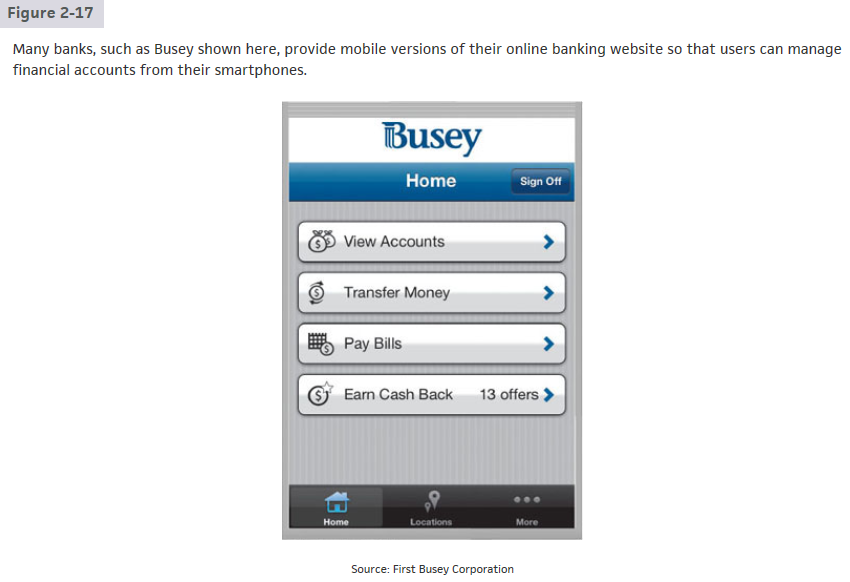 Figure 2-17
Many banks, such as Busey shown here, provide mobile versions of their online banking website so that users can manage
financial accounts from their smartphones.
Busey
Home
Sign Off
View Accounts
Transfer Money
Pay Bills
Earn Cash Back 13 offers
Home Locations More
Source: First Busey Corporation